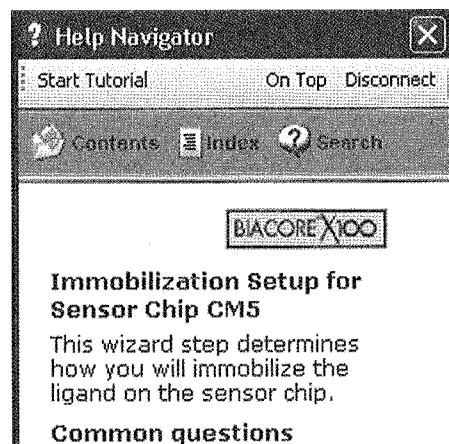 ? Help Navigator X
Start Tutorial On Top Disconnect
Contents Index ? Search
BIACORE X100
Immobilization Setup for
Sensor Chip CM5
This wizard step determines
how you will immobilize the
ligand on the sensor chip.
Common questions